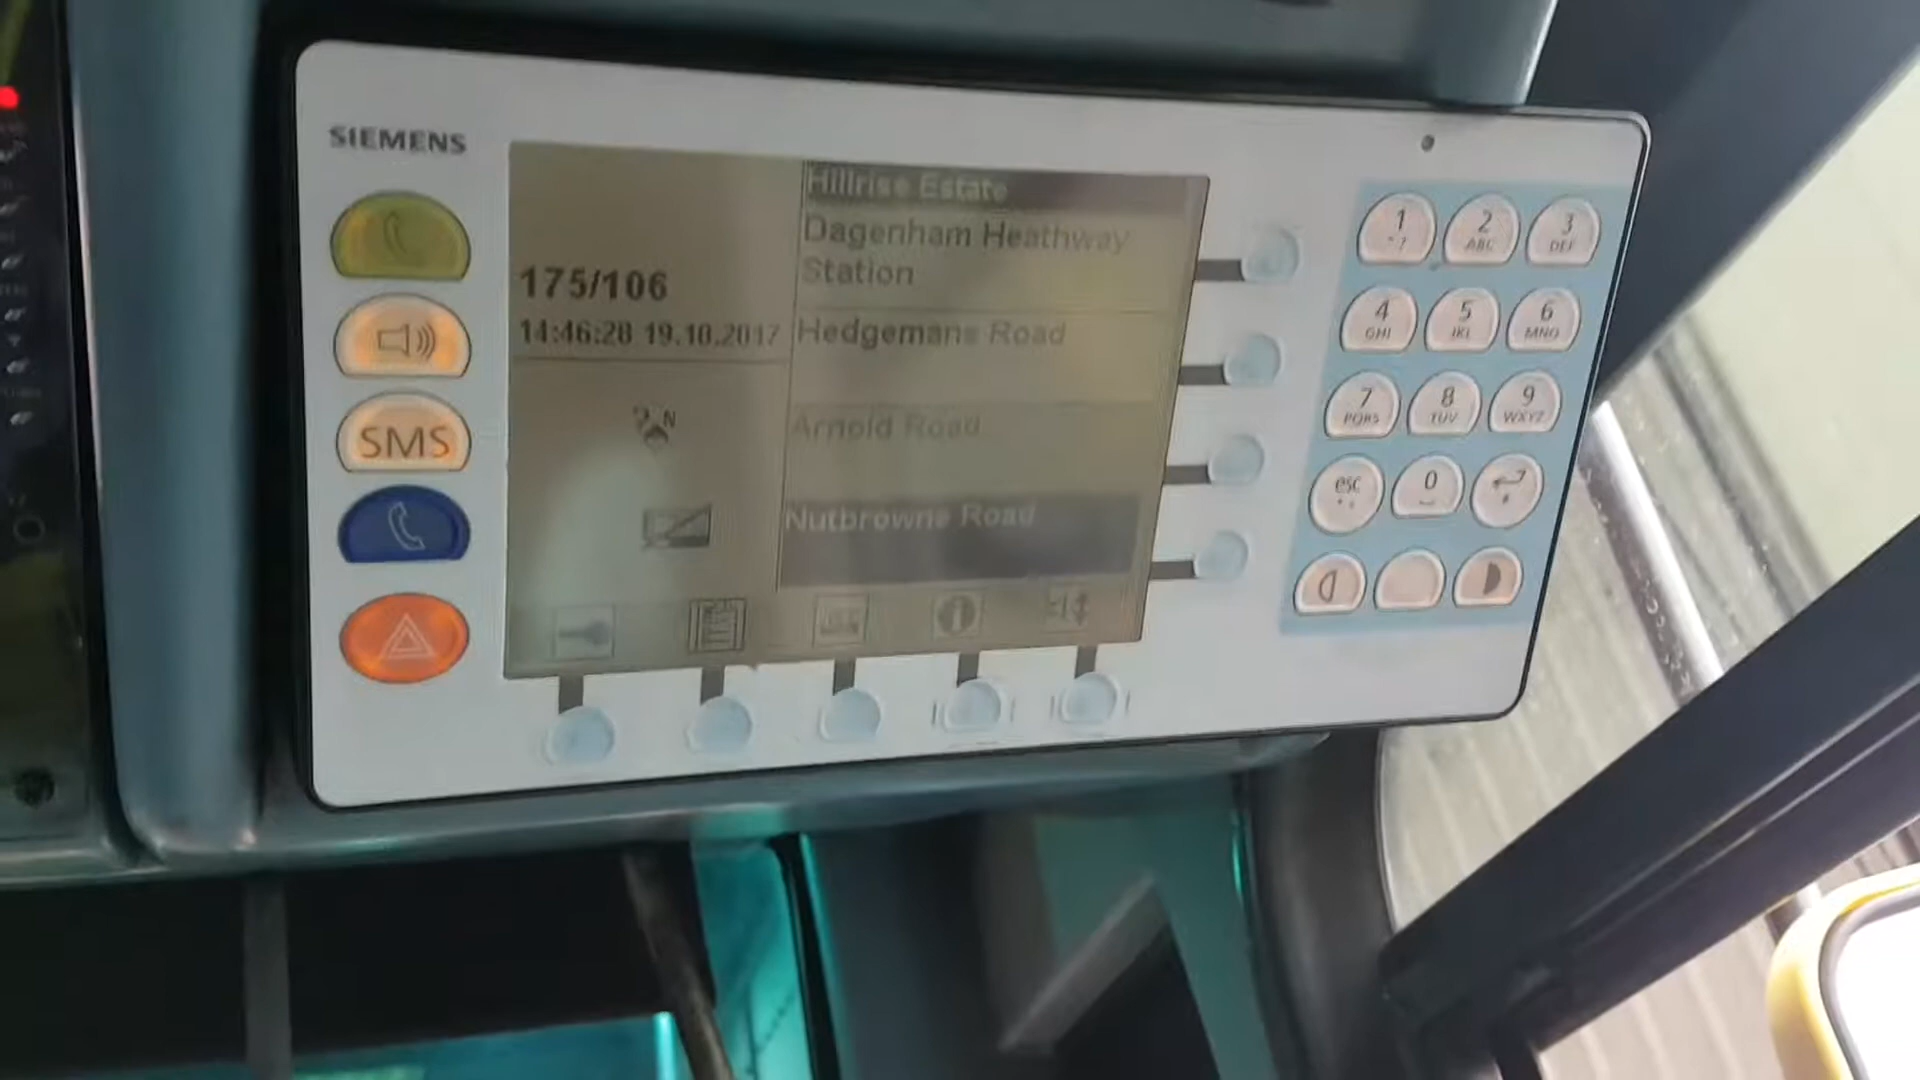 SIEMENS
Hillrise Estate
Dagenham Heathway
Station
175/106
14:46:28 19.10.2017
Hedgemans Road
N
Arnold Road
Nutbrowne Road
SMS
1
2
ABC
3
DEF
4
GHI
5
JKL
6
MNO
7
PQRS
8
TUV
9
WXYZ
esc
0